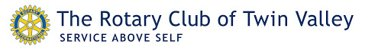 The Rotary Club of Twin Valley
SERVICE ABOVE SELF